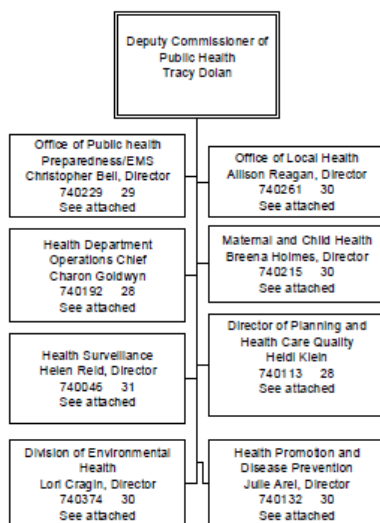 Deputy Commissioner of
Public Health
Tracy Dolan
Office of Public health
Preparedness/EMS
Christopher Bell, Director
740229 29
See attached
Office of Local Health
Allison Reagan, Director
740261 30
See attached
Health Department
Operations Chief
Charon Goldwyn
740192 28
See attached
Maternal and Child Health
Breena Holmes, Director
740215 30
See attached
Director of Planning and
Health Care Quality
Heidi Klein
740113 28
See attached
Health Surveillance
Helen Reid, Director
740046 31
See attached
Division of Environmental
Health
Lori Cragin, Director
740374 30
See attached
Health Promotion and
Disease Prevention
Julie Arel, Director
740132 30
See attached